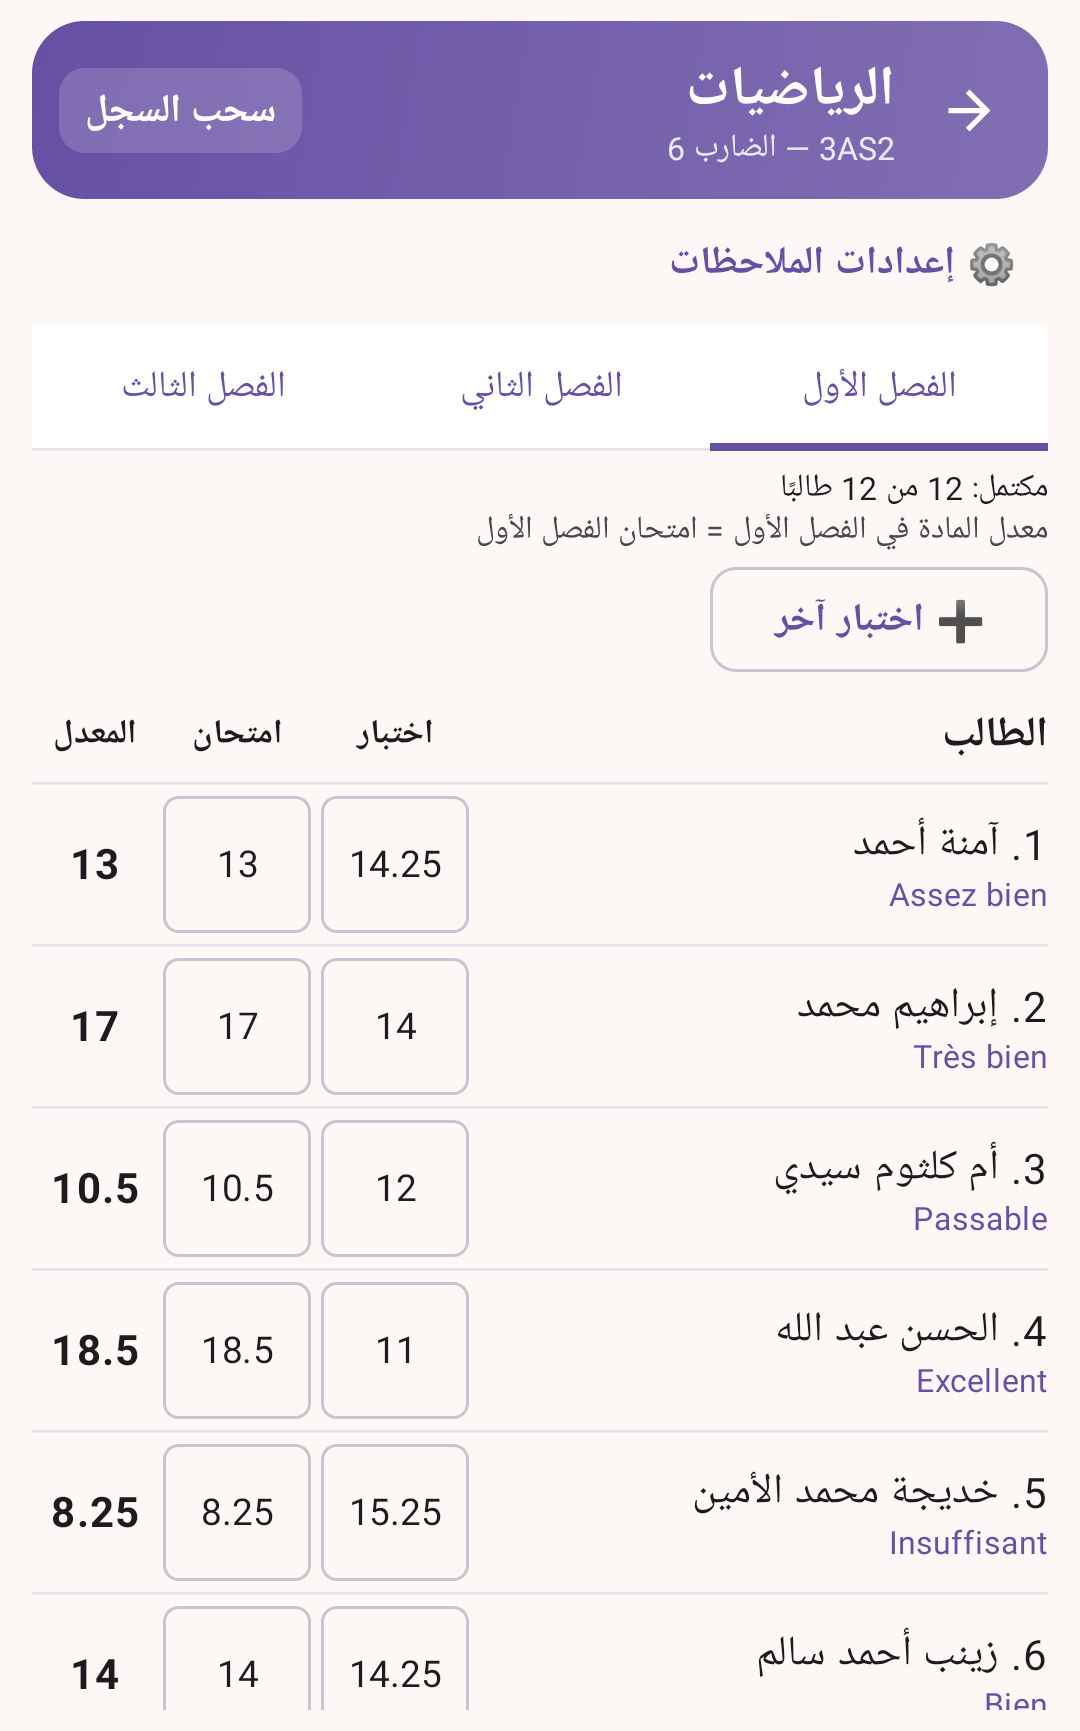 الرياضيات
3AS2 — الضارب 6
سحب السجل
إعدادات الملاحظات
الفصل الأول
الفصل الثاني
الفصل الثالث
مكتمل: 12 من 12 طالبًا
معدل المادة في الفصل الأول = امتحان الفصل الأول
اختبار آخر
الطالب اختبار امتحان المعدل
1. آمنة أحمد 14.25 13 13
Assez bien
2. إبراهيم محمد 14 17 17
Très bien
3. أم كلثوم سيدي 12 10.5 10.5
Passable
4. الحسن عبد الله 11 18.5 18.5
Excellent
5. خديجة محمد الأمين 15.25 8.25 8.25
Insuffisant
6. زينب أحمد سالم 14.25 14 14
Bien